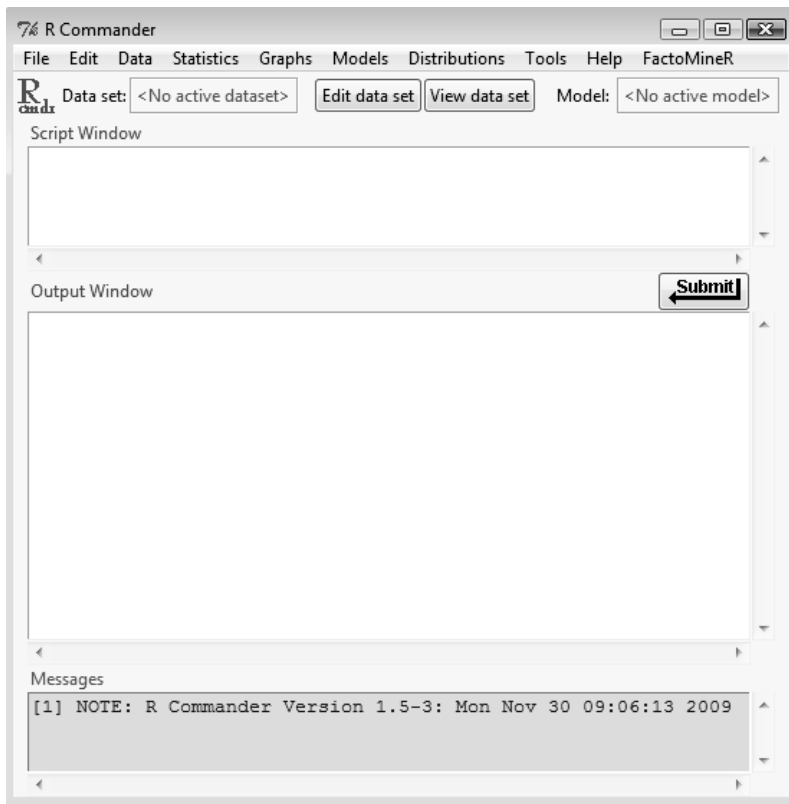 R Commander
File Edit Data Statistics Graphs Models Distributions Tools Help FactoMineR
R cmdr Data set: <No active dataset> Edit data set View data set Model: <No active model>
Script Window
Output Window Submit
Messages
[1] NOTE: R Commander Version 1.5-3: Mon Nov 30 09:06:13 2009